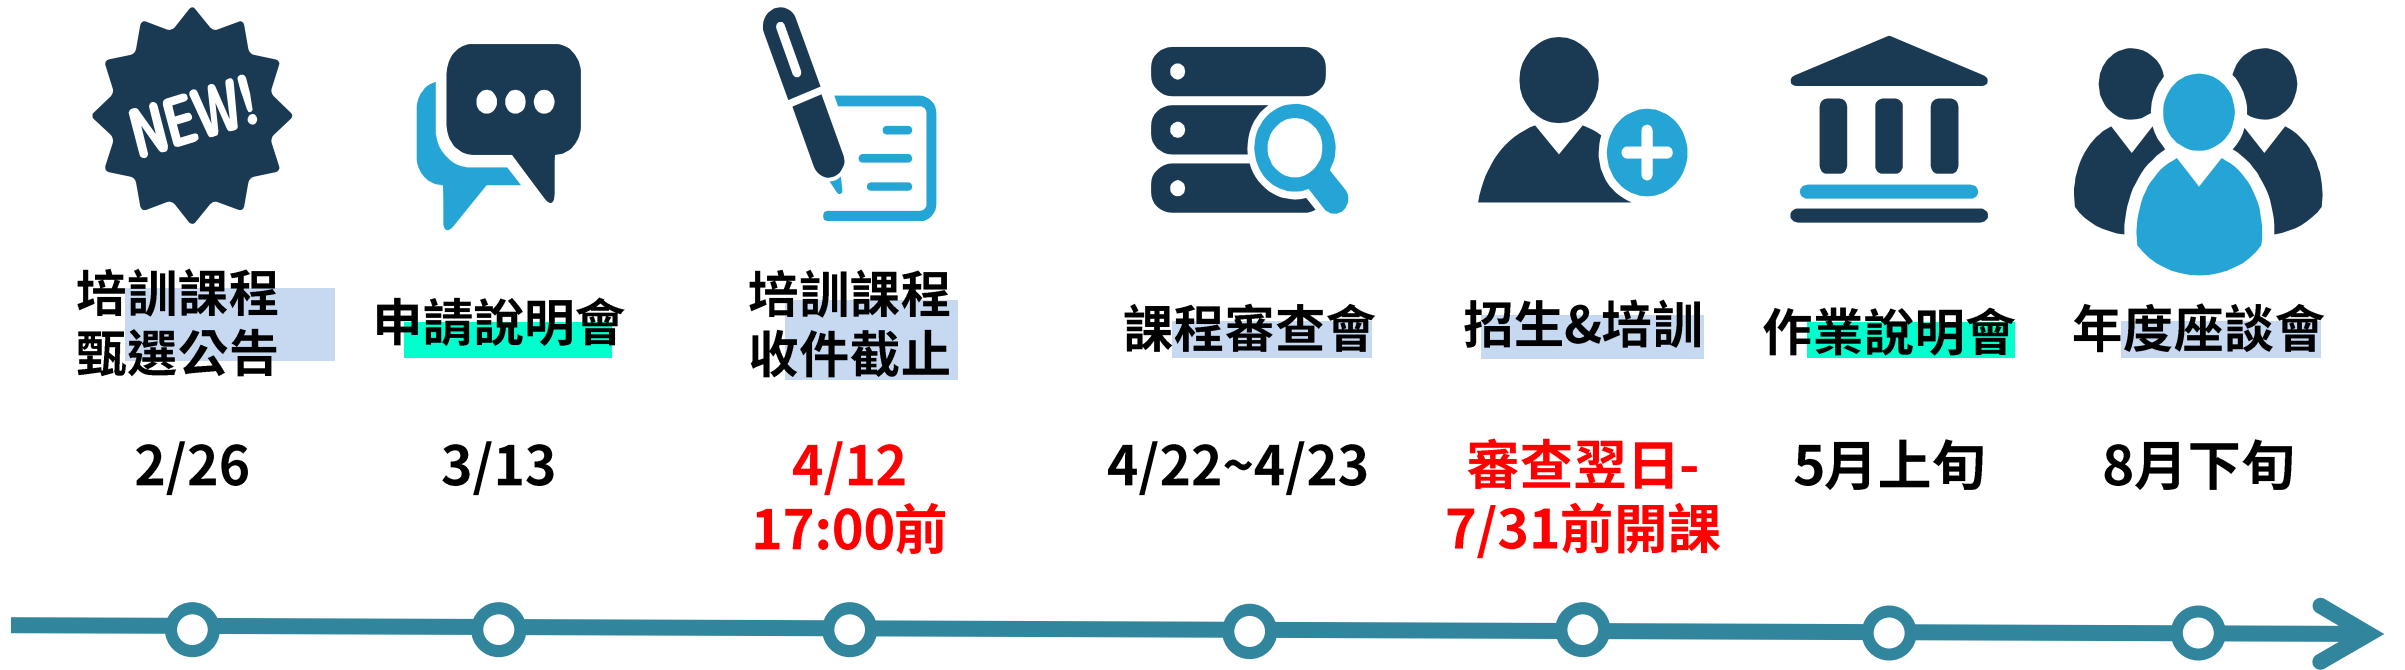 NEW!
培訓課程
甄選公告
2/26
申請說明會
3/13
培訓課程
收件截止
4/12
17:00前
課程審查會
4/22~4/23
招生&培訓
審查翌日-
7/31前開課
作業說明會
5月上旬
年度座談會
8月下旬